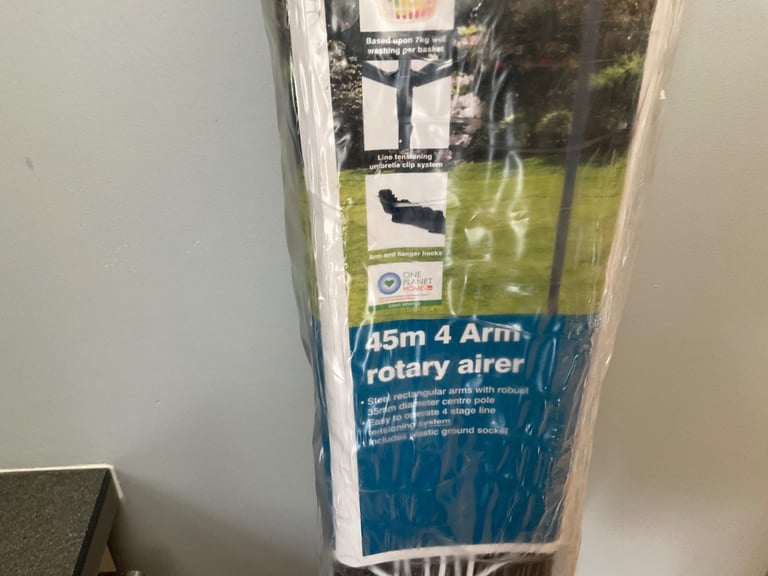 Based upon 7kg wet
washing per basket
Line tensioning
umbrella clip system
Arm and hanger hooks
ONE
PLANET
HOME
45m 4 Arm
rotary airer
• Steel rectangular arms with robust
35mm diameter centre pole
• Easy to operate 4 stage line
tensioning system
• Includes plastic ground socket